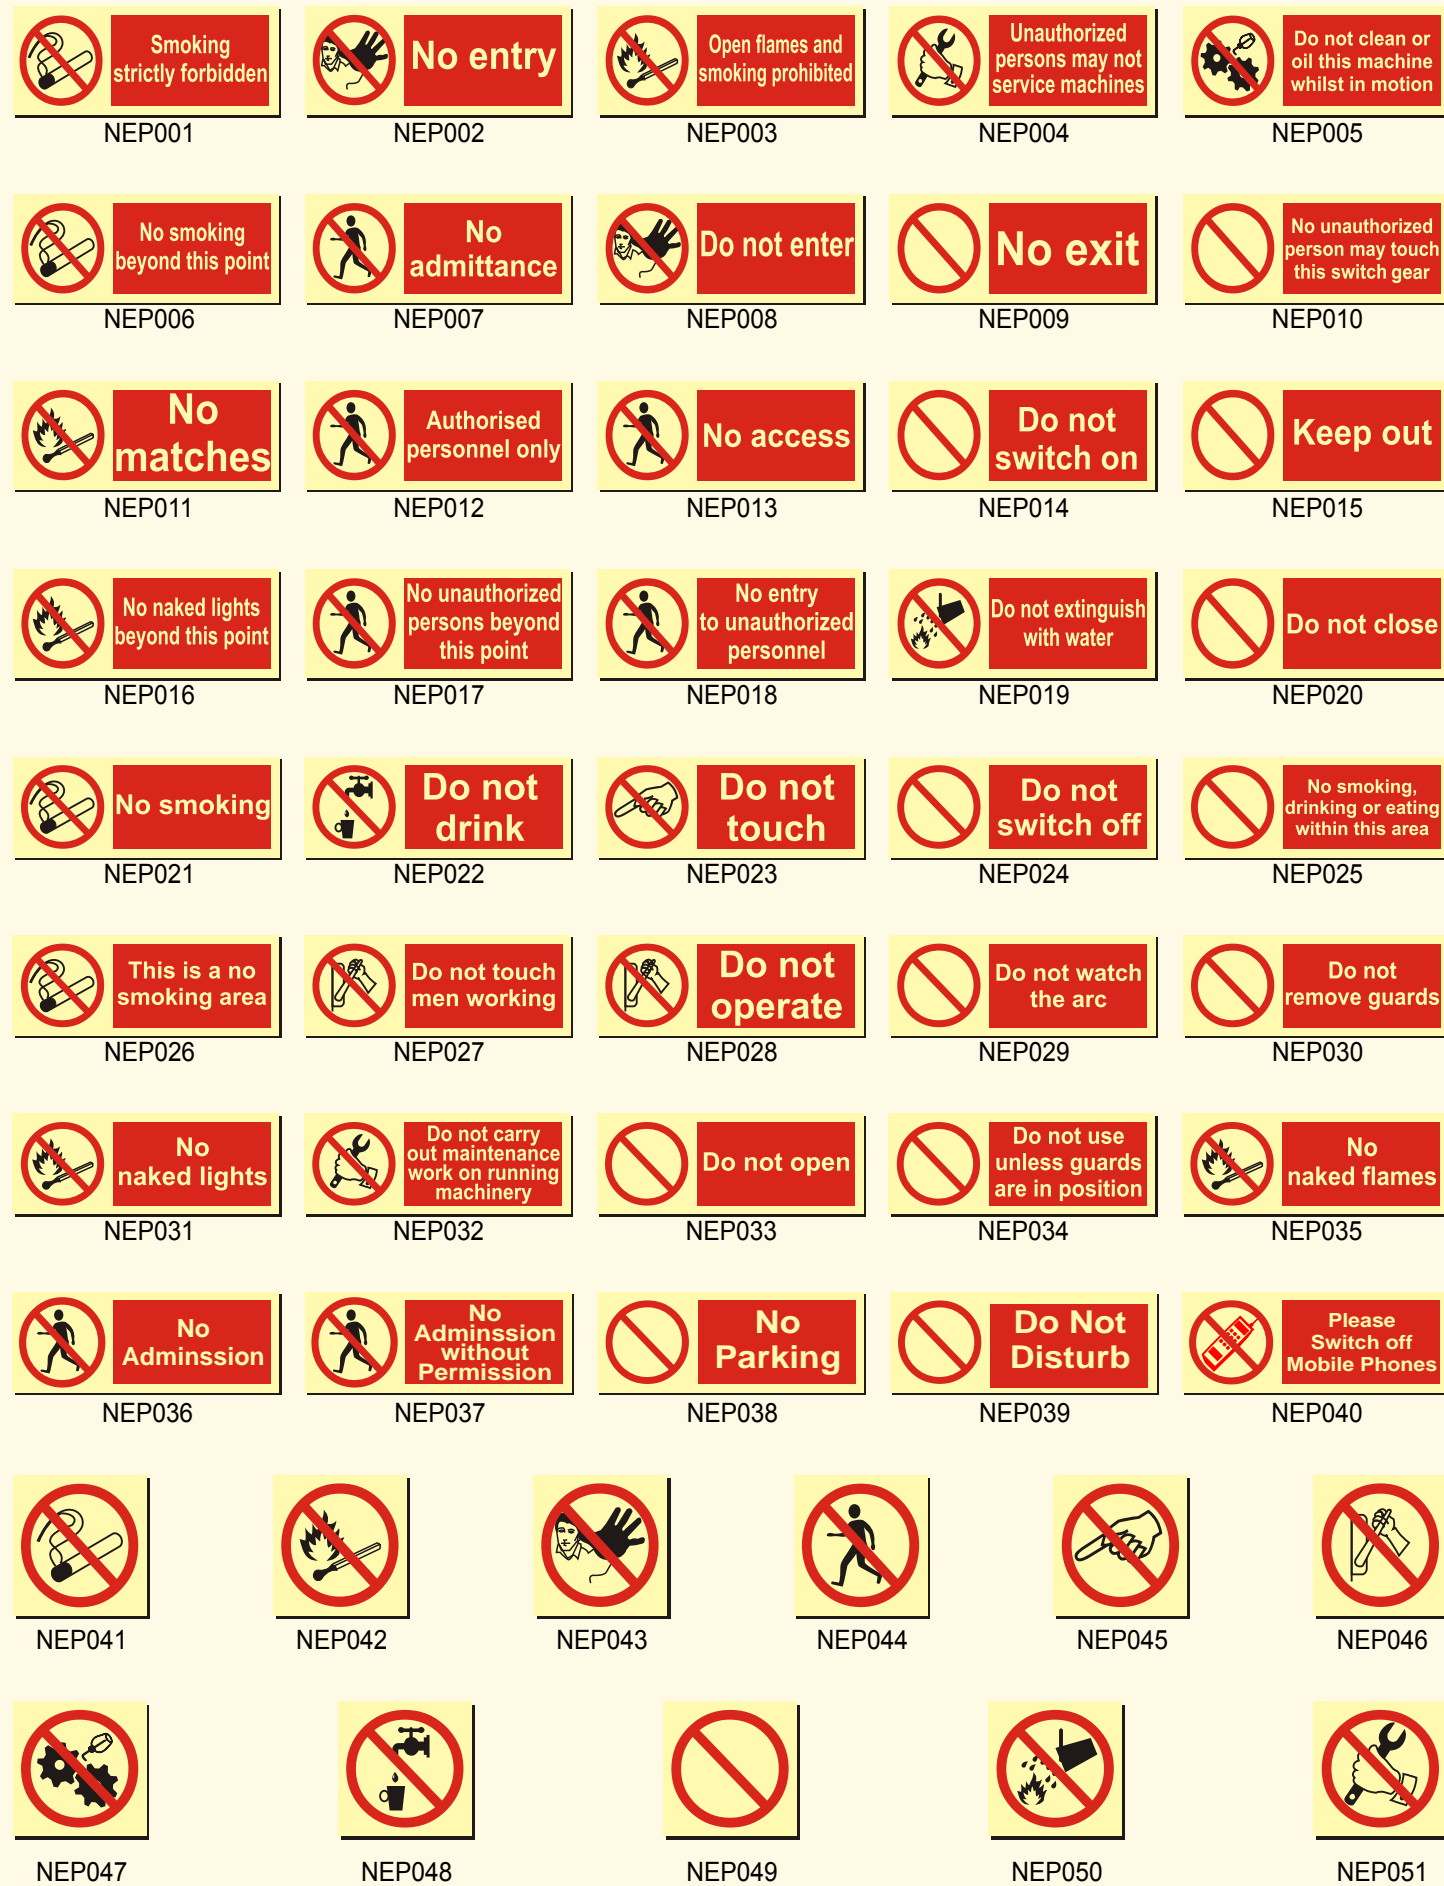 Smoking
strictly forbidden
No entry
Open flames and
smoking prohibited
Unauthorized
persons may not
service machines
Do not clean or
oil this machine
whilst in motion
NEP001
NEP002
NEP003
NEP004
NEP005
No smoking
beyond this point
No
admittance
Do not enter
No exit
No unauthorized
person may touch
this switch gear
NEP006
NEP007
NEP008
NEP009
NEP010
No
matches
Authorised
personnel only
No access
Do not
switch on
Keep out
NEP011
NEP012
NEP013
NEP014
NEP015
No naked lights
beyond this point
No unauthorized
persons beyond
this point
No entry
to unauthorized
personnel
Do not extinguish
with water
Do not close
NEP016
NEP017
NEP018
NEP019
NEP020
No smoking
Do not
drink
Do not
touch
Do not
switch off
No smoking,
drinking or eating
within this area
NEP021
NEP022
NEP023
NEP024
NEP025
This is a no
smoking area
Do not touch
men working
Do not
operate
Do not watch
the arc
Do not
remove guards
NEP026
NEP027
NEP028
NEP029
NEP030
No
naked lights
Do not carry
out maintenance
work on running
machinery
Do not open
Do not use
unless guards
are in position
No
naked flames
NEP031
NEP032
NEP033
NEP034
NEP035
No
Adminssion
No
Adminssion
without
Permission
No
Parking
Do Not
Disturb
Please
Switch off
Mobile Phones
NEP036
NEP037
NEP038
NEP039
NEP040
NEP041
NEP042
NEP043
NEP044
NEP045
NEP046
NEP047
NEP048
NEP049
NEP050
NEP051